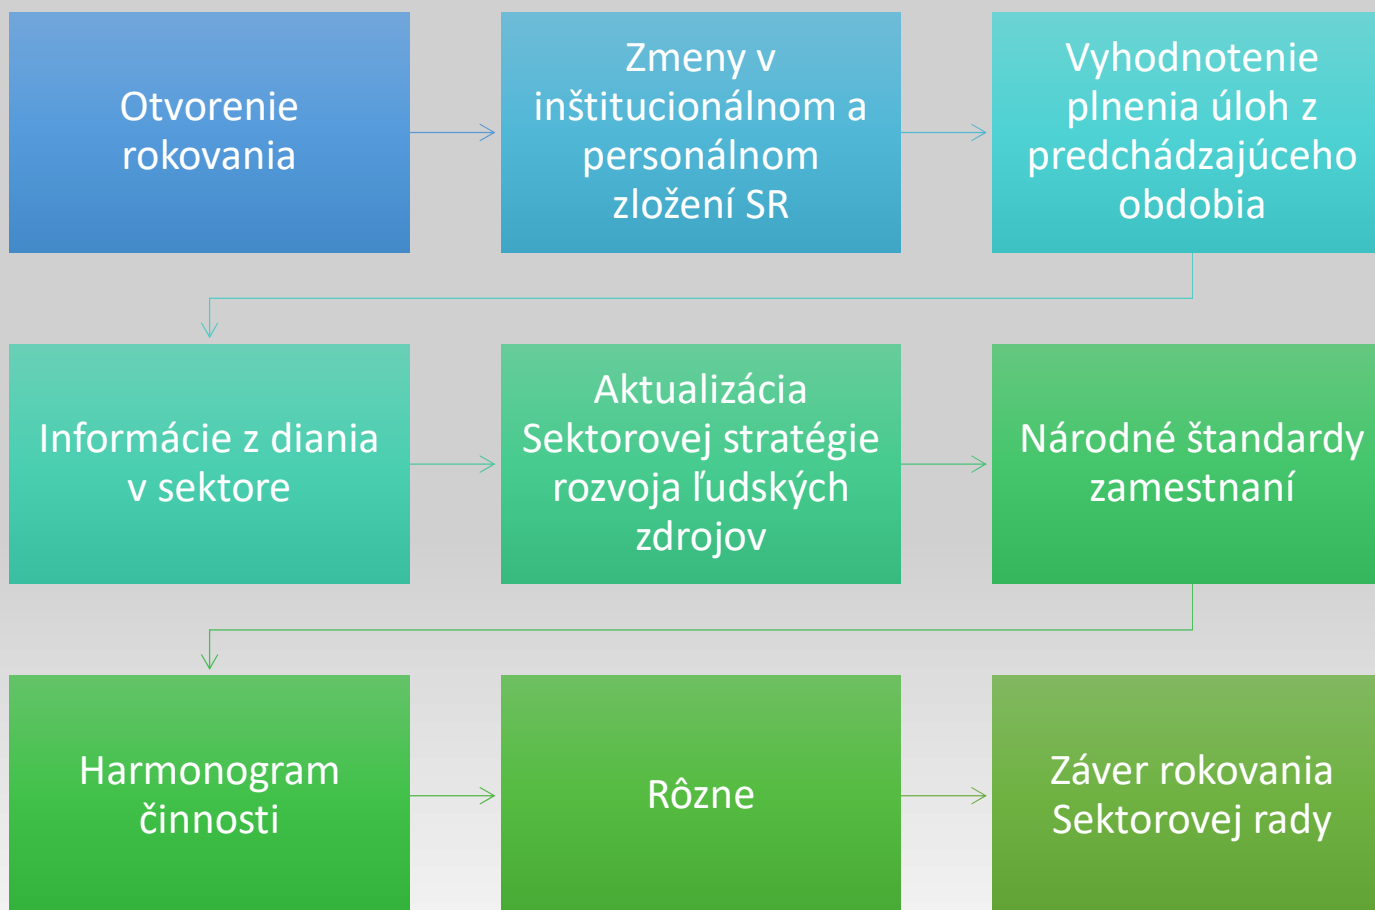 Otvorenie
rokovania
Zmeny v
inštitucionálnom a
personálnom
zložení SR
Vyhodnotenie
plnenia úloh z
predchádzajúceho
obdobia
Informácie z diania
v sektore
Aktualizácia
Sektorovej stratégie
rozvoja ľudských
zdrojov
Národné štandardy
zamestnaní
Harmonogram
činnosti
Rôzne
Záver rokovania
Sektorovej rady